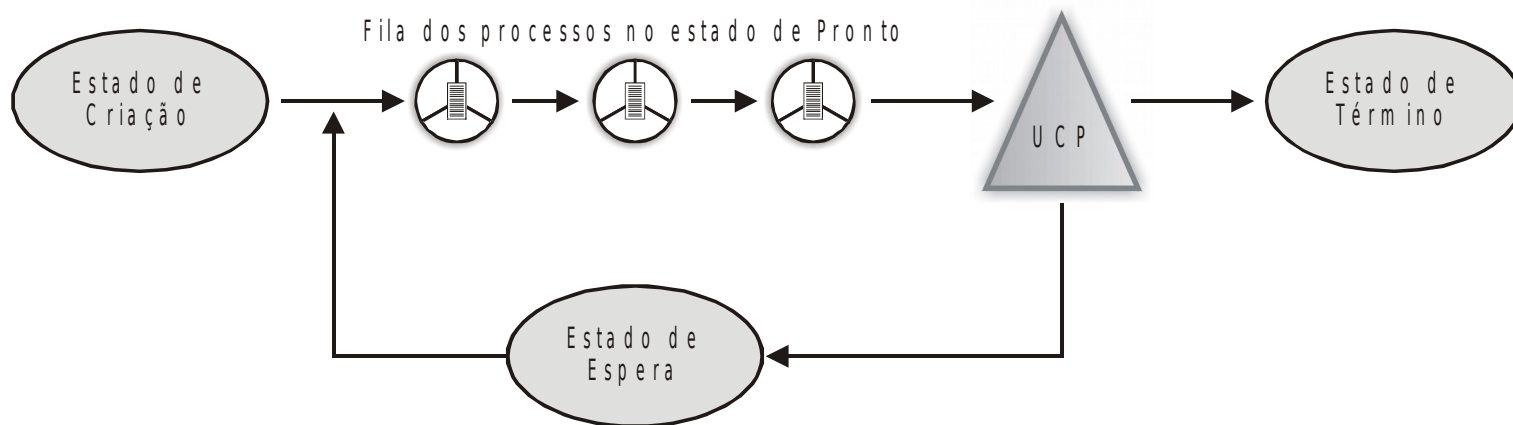 Fila dos processos no estado de Pronto
Estado de
Criação
UCP
Estado de
Término
Estado de
Espera